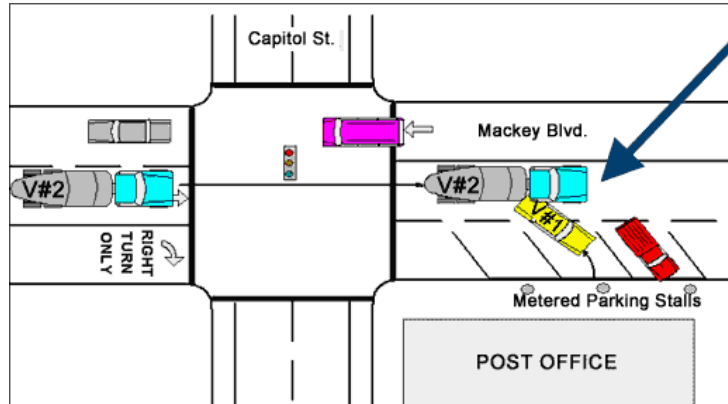 Capitol St.
Mackey Blvd.
V#2
V#2
V#1
RIGHT
TURN
ONLY
Metered Parking Stalls
POST OFFICE